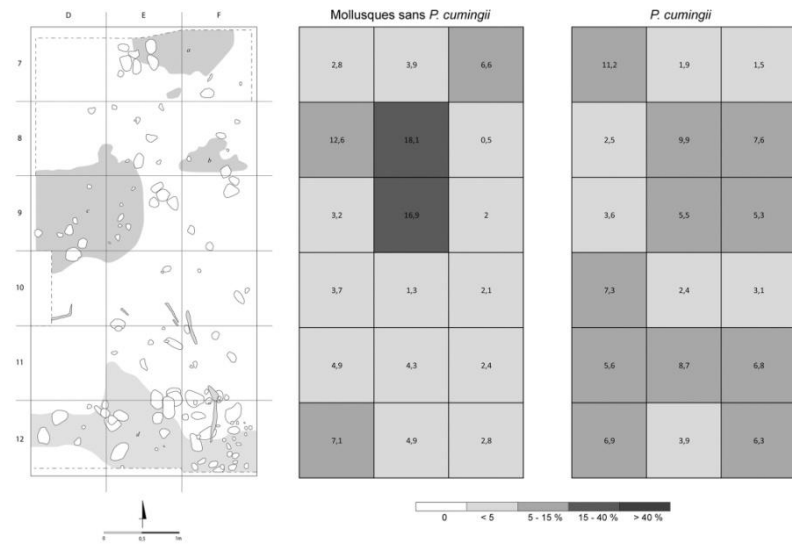 D E F
Mollusques sans P. cumingii
P. cumingii
7
a
2,8 3,9 6,6
11,2 1,9 1,5
8
b
12,6 18,1 0,5
2,5 9,9 7,6
9
c
3,2 16,9 2
3,6 5,5 5,3
10
3,7 1,3 2,1
7,3 2,4 3,1
11
4,9 4,3 2,4
5,6 8,7 6,8
12
d
7,1 4,9 2,8
6,9 3,9 6,3
0 < 5 5 - 15 % 15 - 40 % > 40 %
0 0,5 1m